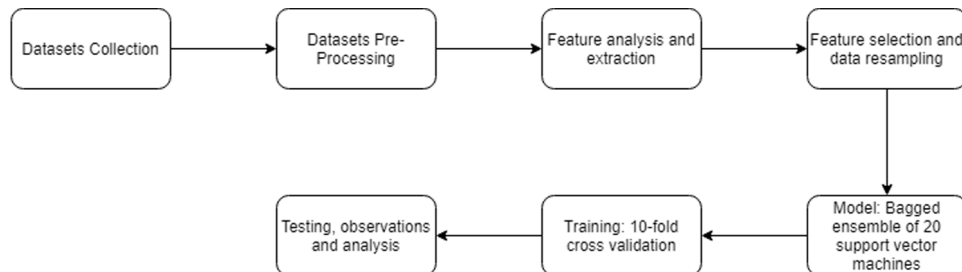 Datasets Collection
Datasets Pre-
Processing
Feature analysis and
extraction
Feature selection and
data resampling
Model: Bagged
ensemble of 20
support vector
machines
Training: 10-fold
cross validation
Testing, observations
and analysis